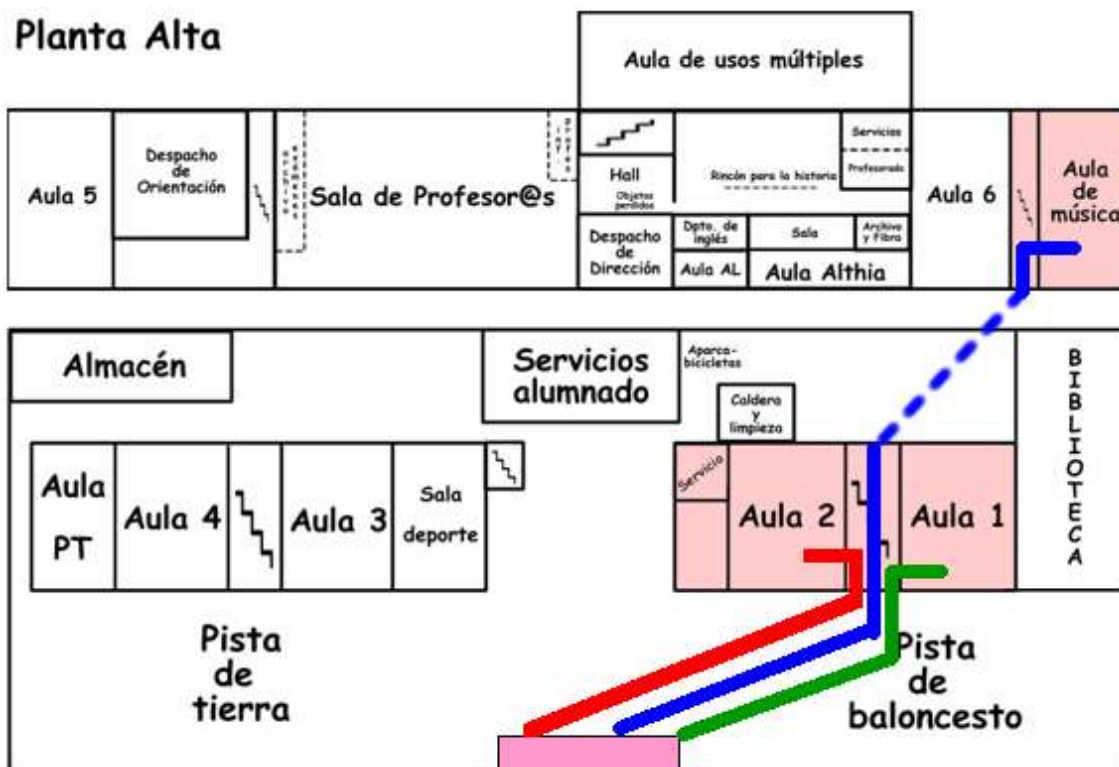 Planta Alta
Aula de usos múltiples
Aula 5
Despacho
de
Orientación
Sala de Profesor@s
Hall
Objetos
perdidos
Rincón para la historia
Servicios
Profesorado
Despacho
de
Dirección
Dpto. de
inglés
Sala
Archivo
y Fibra
Aula AL
Aula Althia
Aula 6
Aula
de
música
Almacén
Servicios
alumnado
Aparca-
bicicletas
Caldera
y
limpieza
BIBLIOTECA
Aula
PT
Aula 4
Aula 3
Sala
deporte
Servicio
Aula 2
Aula 1
Pista
de
tierra
Pista
de
baloncesto